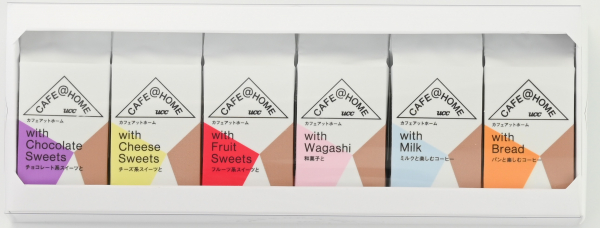 CAFE@HOME
ucc
カフェアットホーム
with
Chocolate
Sweets
チョコレート系スイーツと
CAFE@HOME
ucc
カフェアットホーム
with
Cheese
Sweets
チーズ系スイーツと
CAFE@HOME
ucc
カフェアットホーム
with
Fruit
Sweets
フルーツ系スイーツと
CAFE@HOME
ucc
カフェアットホーム
with
Wagashi
和菓子と
CAFE@HOME
ucc
カフェアットホーム
with
Milk
ミルクと楽しむコーヒー
CAFE@HOME
ucc
カフェアットホーム
with
Bread
パンと楽しむコーヒー